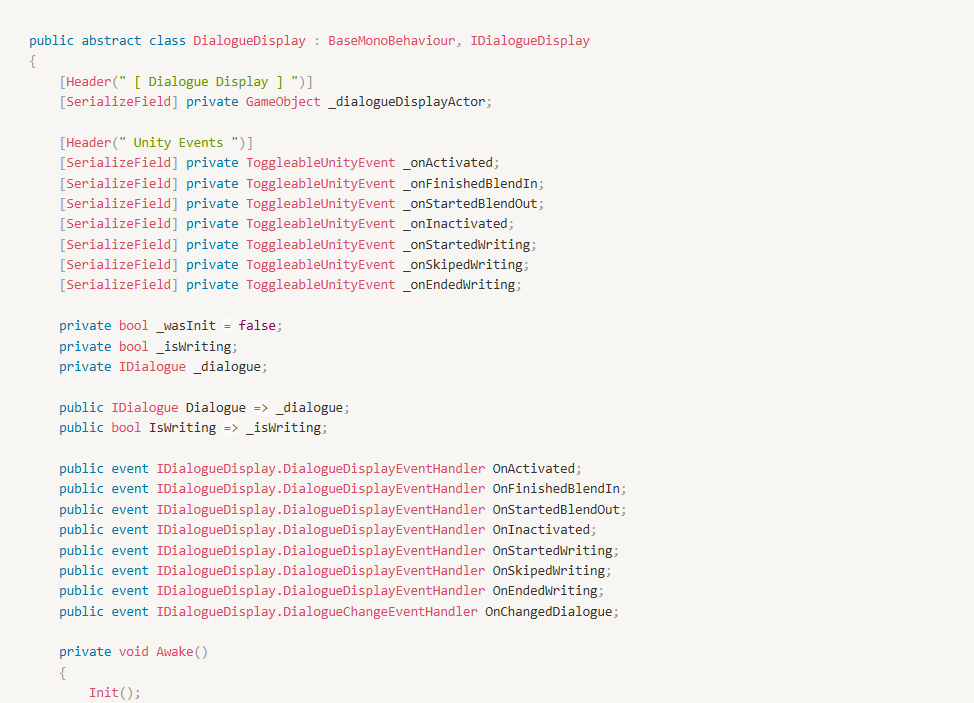 public abstract class DialogueDisplay : BaseMonoBehaviour, IDialogueDisplay
{
    [Header(" [ Dialogue Display ] ")]
    [SerializeField] private GameObject _dialogueDisplayActor;

    [Header(" Unity Events ")]
    [SerializeField] private ToggleableUnityEvent _onActivated;
    [SerializeField] private ToggleableUnityEvent _onFinishedBlendIn;
    [SerializeField] private ToggleableUnityEvent _onStartedBlendOut;
    [SerializeField] private ToggleableUnityEvent _onInactivated;
    [SerializeField] private ToggleableUnityEvent _onStartedWriting;
    [SerializeField] private ToggleableUnityEvent _onSkipedWriting;
    [SerializeField] private ToggleableUnityEvent _onEndedWriting;

    private bool _wasInit = false;
    private bool _isWriting;
    private IDialogue _dialogue;

    public IDialogue Dialogue => _dialogue;
    public bool IsWriting => _isWriting;

    public event IDialogueDisplay.DialogueDisplayEventHandler OnActivated;
    public event IDialogueDisplay.DialogueDisplayEventHandler OnFinishedBlendIn;
    public event IDialogueDisplay.DialogueDisplayEventHandler OnStartedBlendOut;
    public event IDialogueDisplay.DialogueDisplayEventHandler OnInactivated;
    public event IDialogueDisplay.DialogueDisplayEventHandler OnStartedWriting;
    public event IDialogueDisplay.DialogueDisplayEventHandler OnSkipedWriting;
    public event IDialogueDisplay.DialogueDisplayEventHandler OnEndedWriting;
    public event IDialogueDisplay.DialogueChangeEventHandler OnChangedDialogue;

    private void Awake()
    {
        Init();